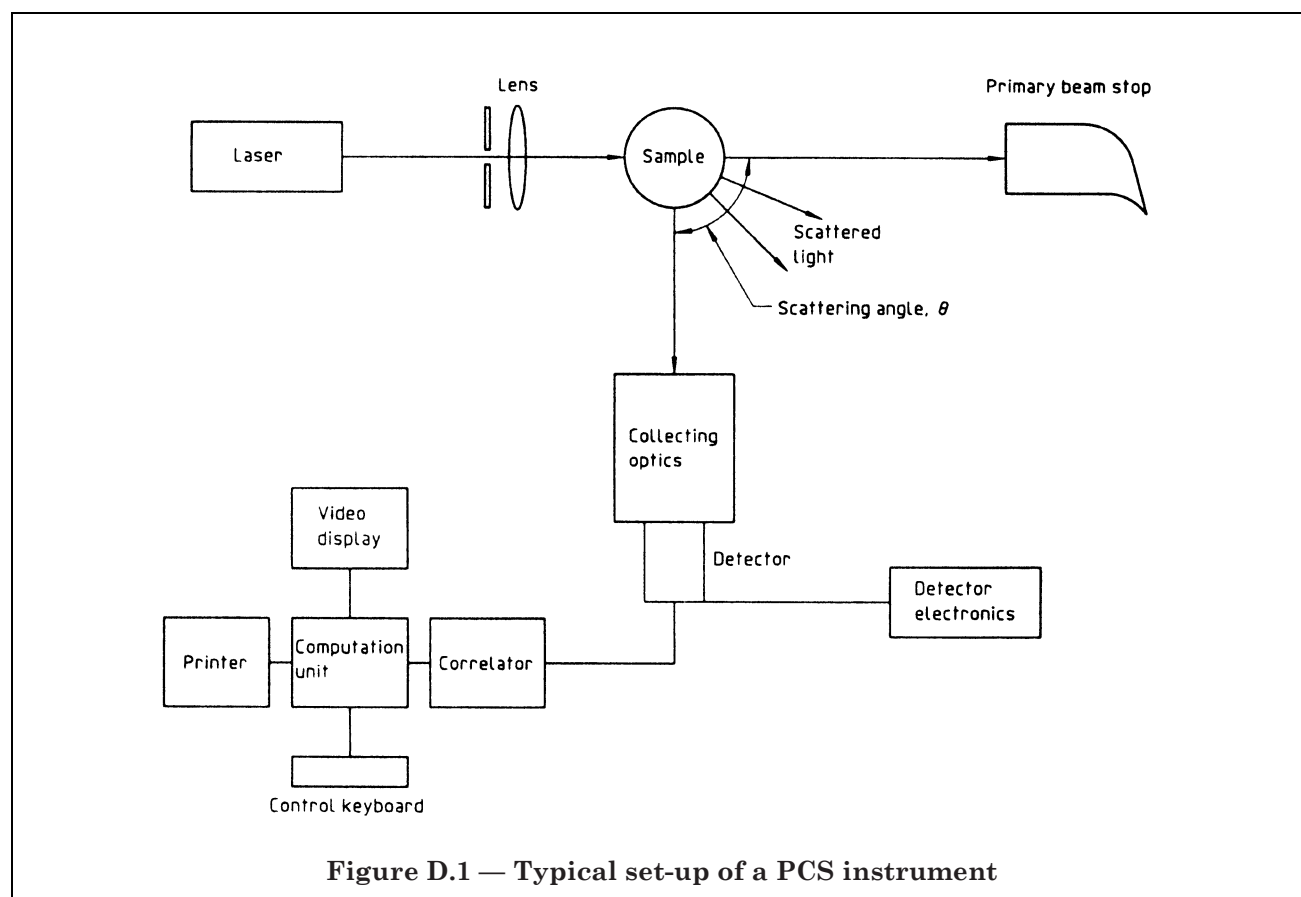 Lens
Primary beam stop
Laser
Sample
Scattered
light
Scattering angle, θ
Collecting
optics
Video
display
Detector
Detector
electronics
Printer
Computation
unit
Correlator
Control keyboard
Figure D.1 — Typical set-up of a PCS instrument